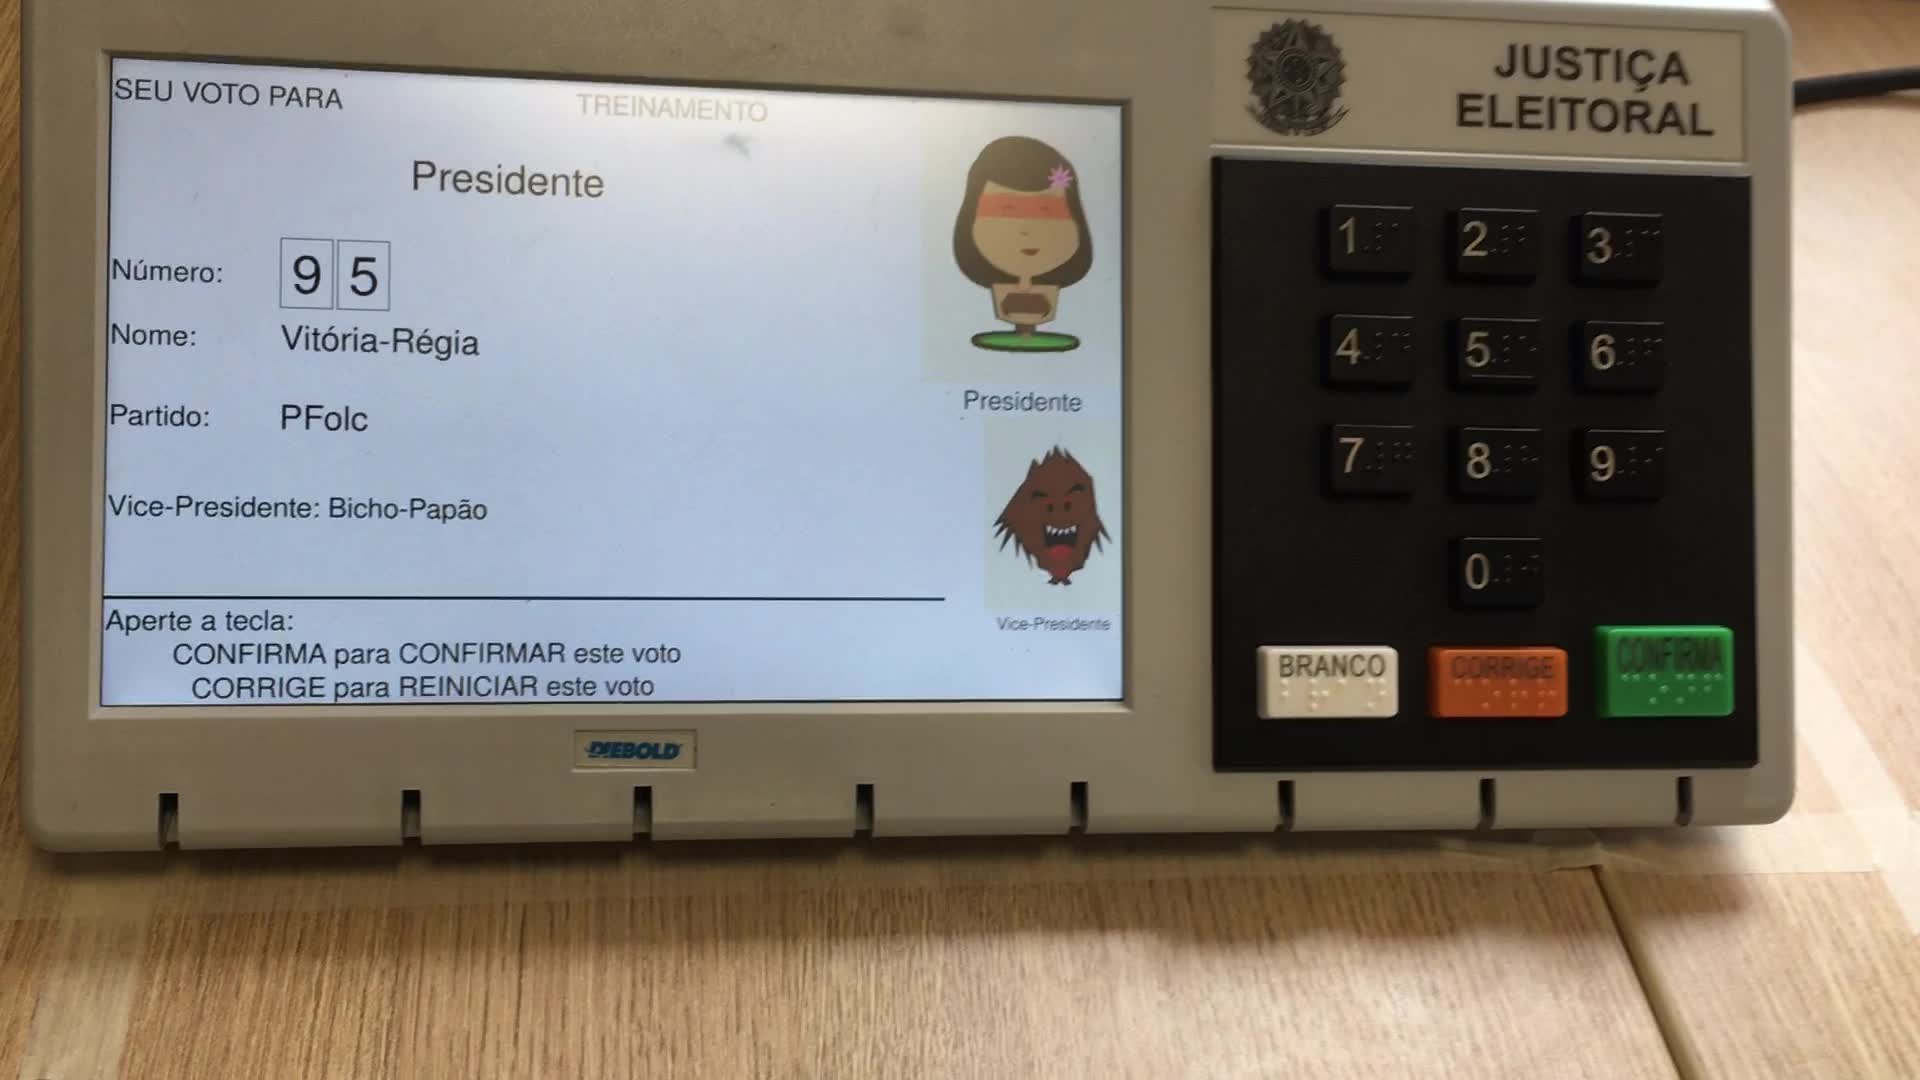 SEU VOTO PARA
TREINAMENTO
Presidente
Número: 95
Nome: Vitória-Régia
Partido: PFolc
Vice-Presidente: Bicho-Papão
Presidente
Vice-Presidente
Aperte a tecla:
CONFIRMA para CONFIRMAR este voto
CORRIGE para REINICIAR este voto
DIEBOLD
JUSTIÇA
ELEITORAL
1 2 3
4 5 6
7 8 9
0
BRANCO CORRIGE CONFIRMA